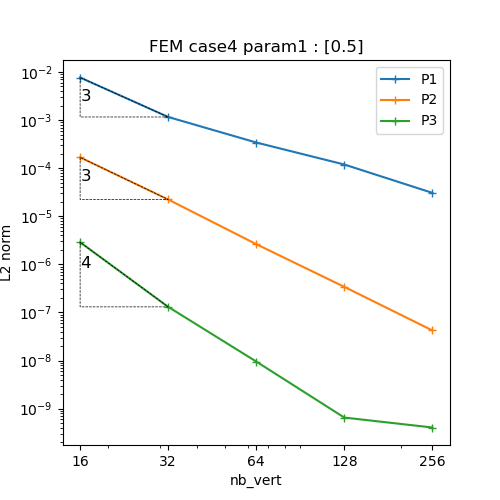 FEM case4 param1 : [0.5]
P1
P2
P3
3
3
4
10⁻²
10⁻³
10⁻⁴
10⁻⁵
10⁻⁶
10⁻⁷
10⁻⁸
10⁻⁹
L2 norm
16 32 64 128 256
nb_vert